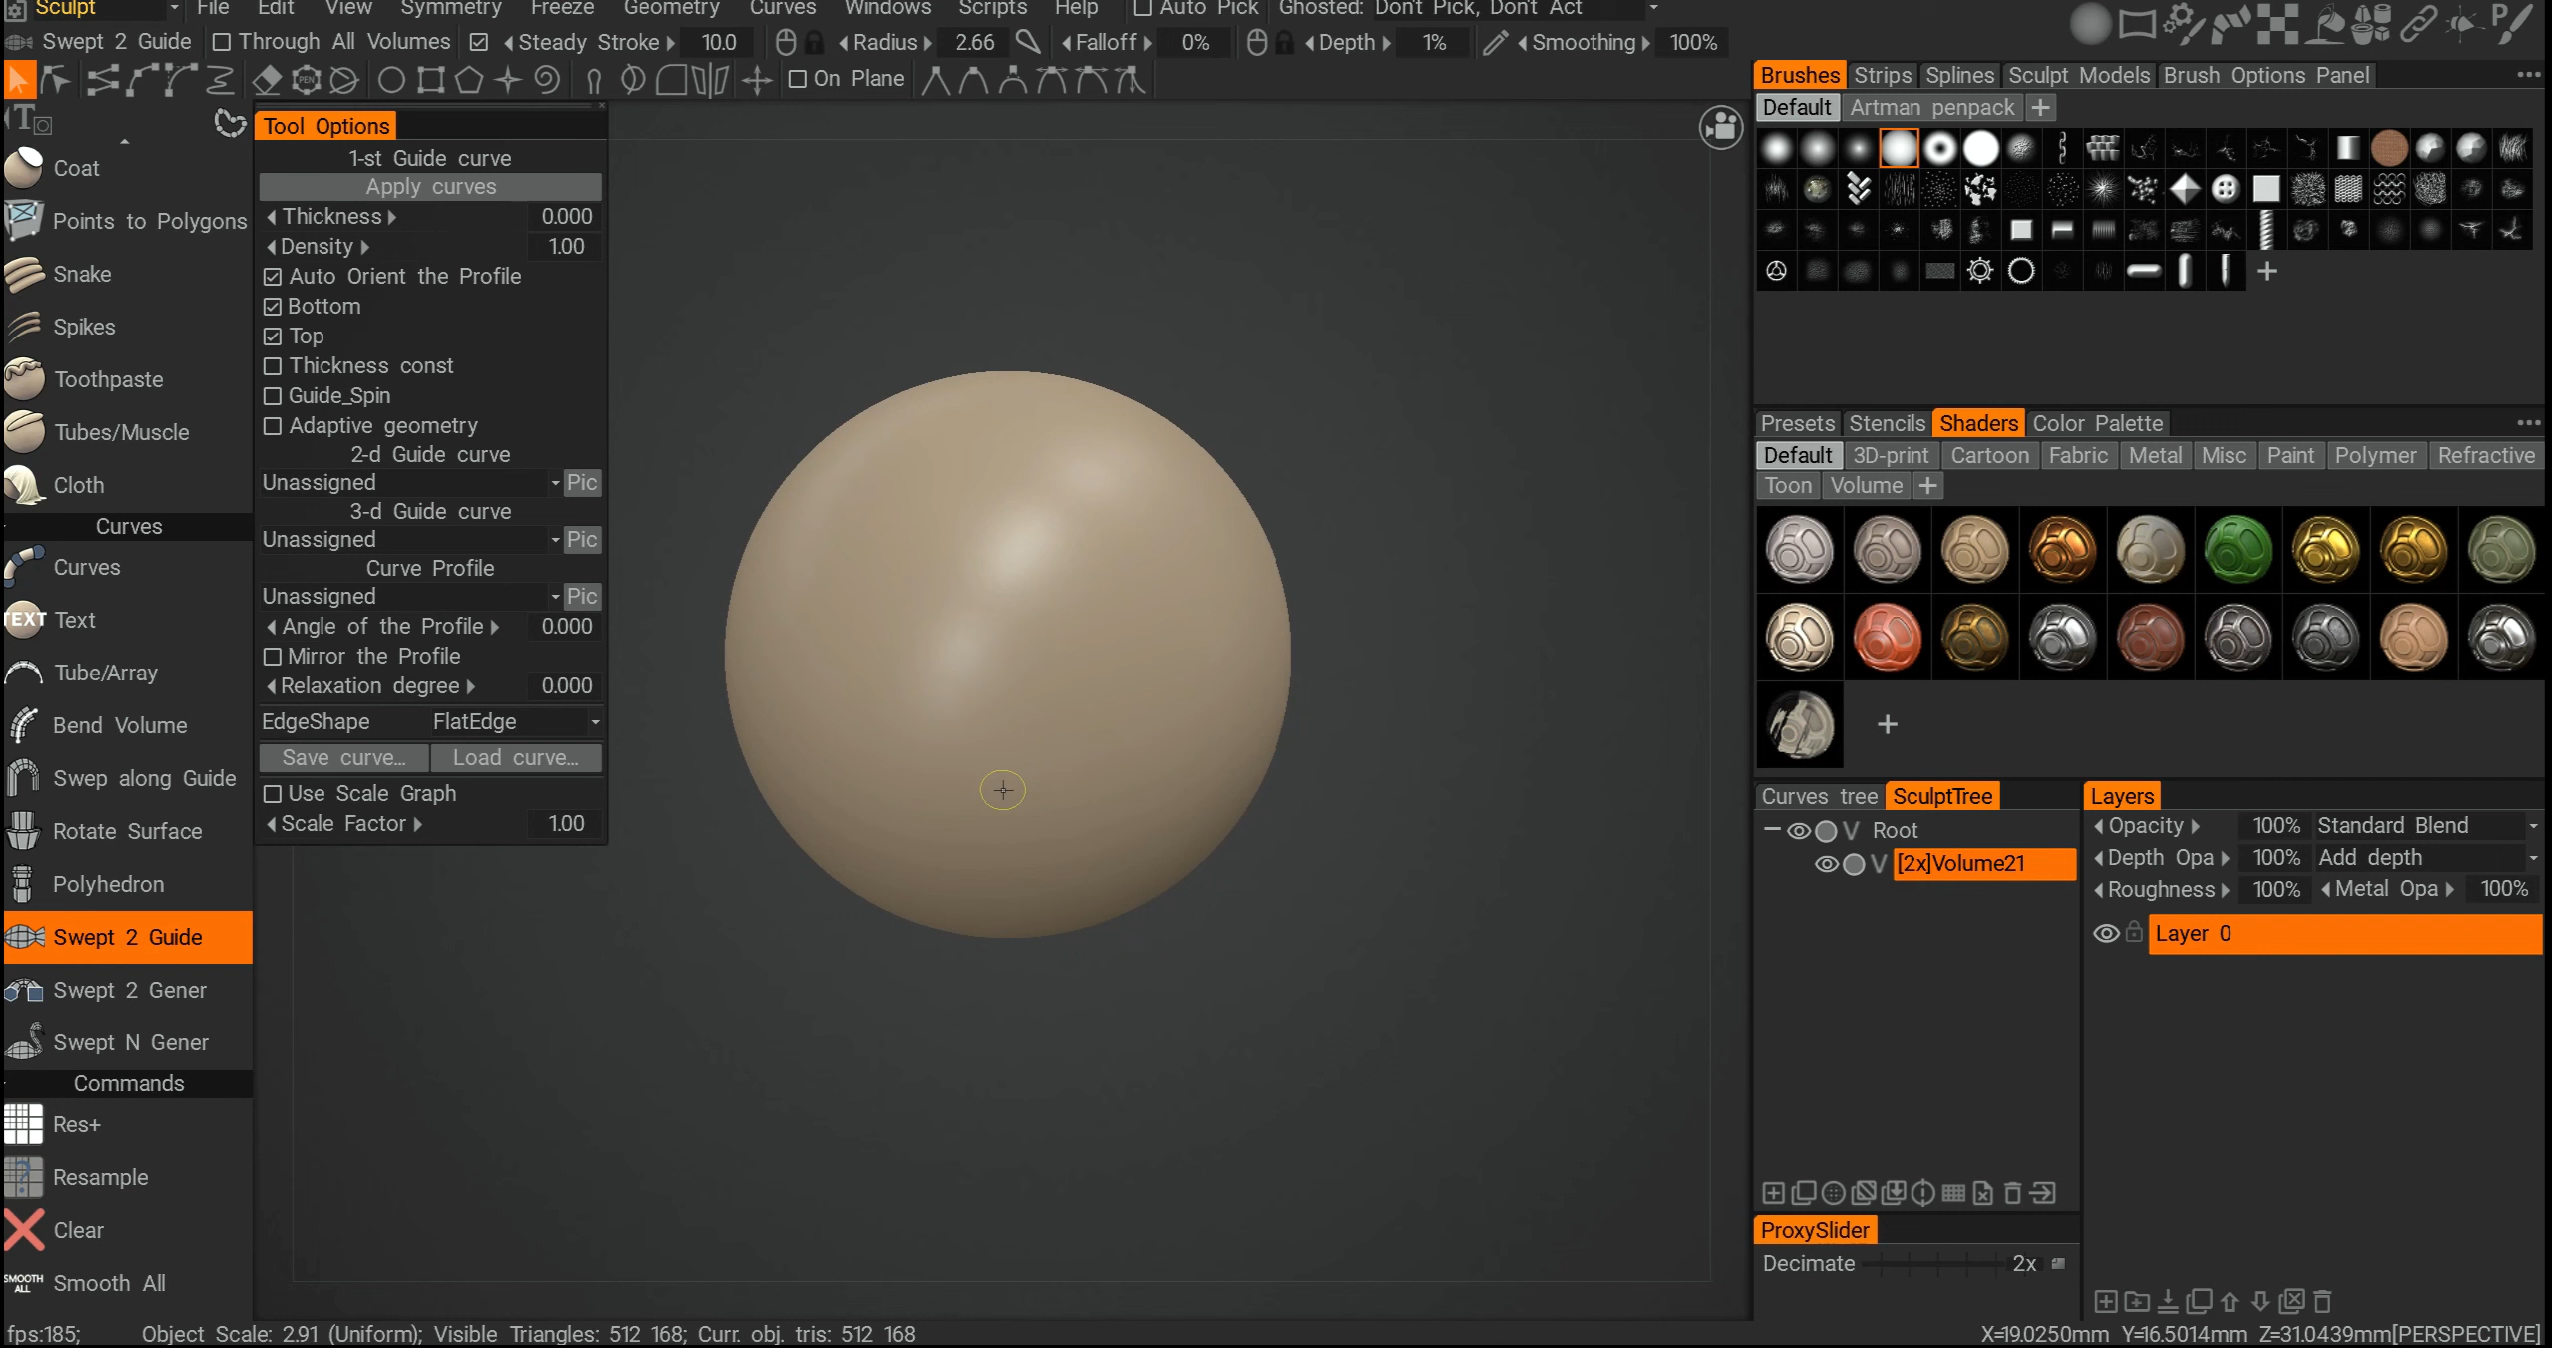 Sculpt File Edit View Symmetry Freeze Geometry Curves Windows Scripts Help Auto Pick Ghosted: Don't Pick, Don't Act
Swept 2 Guide Through All Volumes Steady Stroke 10.0 Radius 2.66 Falloff 0% Depth 1% Smoothing 100%
PEN On Plane
Brushes Strips Splines Sculpt Models Brush Options Panel
Default Artman penpack +
T
Coat
Points to Polygons
Snake
Spikes
Toothpaste
Tubes/Muscle
Cloth
Curves
Curves
TEXT Text
Tube/Array
Bend Volume
Swep along Guide
Rotate Surface
Polyhedron
Swept 2 Guide
Swept 2 Gener
Swept N Gener
Commands
Res+
Resample
Clear
SMOOTH ALL Smooth All
Tool Options
1-st Guide curve
Apply curves
Thickness 0.000
Density 1.00
Auto Orient the Profile
Bottom
Top
Thickness const
Guide_Spin
Adaptive geometry
2-d Guide curve
Unassigned Pic
3-d Guide curve
Unassigned Pic
Curve Profile
Unassigned Pic
Angle of the Profile 0.000
Mirror the Profile
Relaxation degree 0.000
EdgeShape FlatEdge
Save curve... Load curve...
Use Scale Graph
Scale Factor 1.00
Presets Stencils Shaders Color Palette
Default 3D-print Cartoon Fabric Metal Misc Paint Polymer Refractive
Toon Volume +
Curves tree SculptTree
V Root
V [2x]Volume21
ProxySlider
Decimate 2x
Layers
Opacity 100% Standard Blend
Depth Opa 100% Add depth
Roughness 100% Metal Opa 100%
Layer 0
fps:185; Object Scale: 2.91 (Uniform); Visible Triangles: 512 168; Curr. obj. tris: 512 168
X=19.0250mm Y=16.5014mm Z=31.0439mm[PERSPECTIVE]